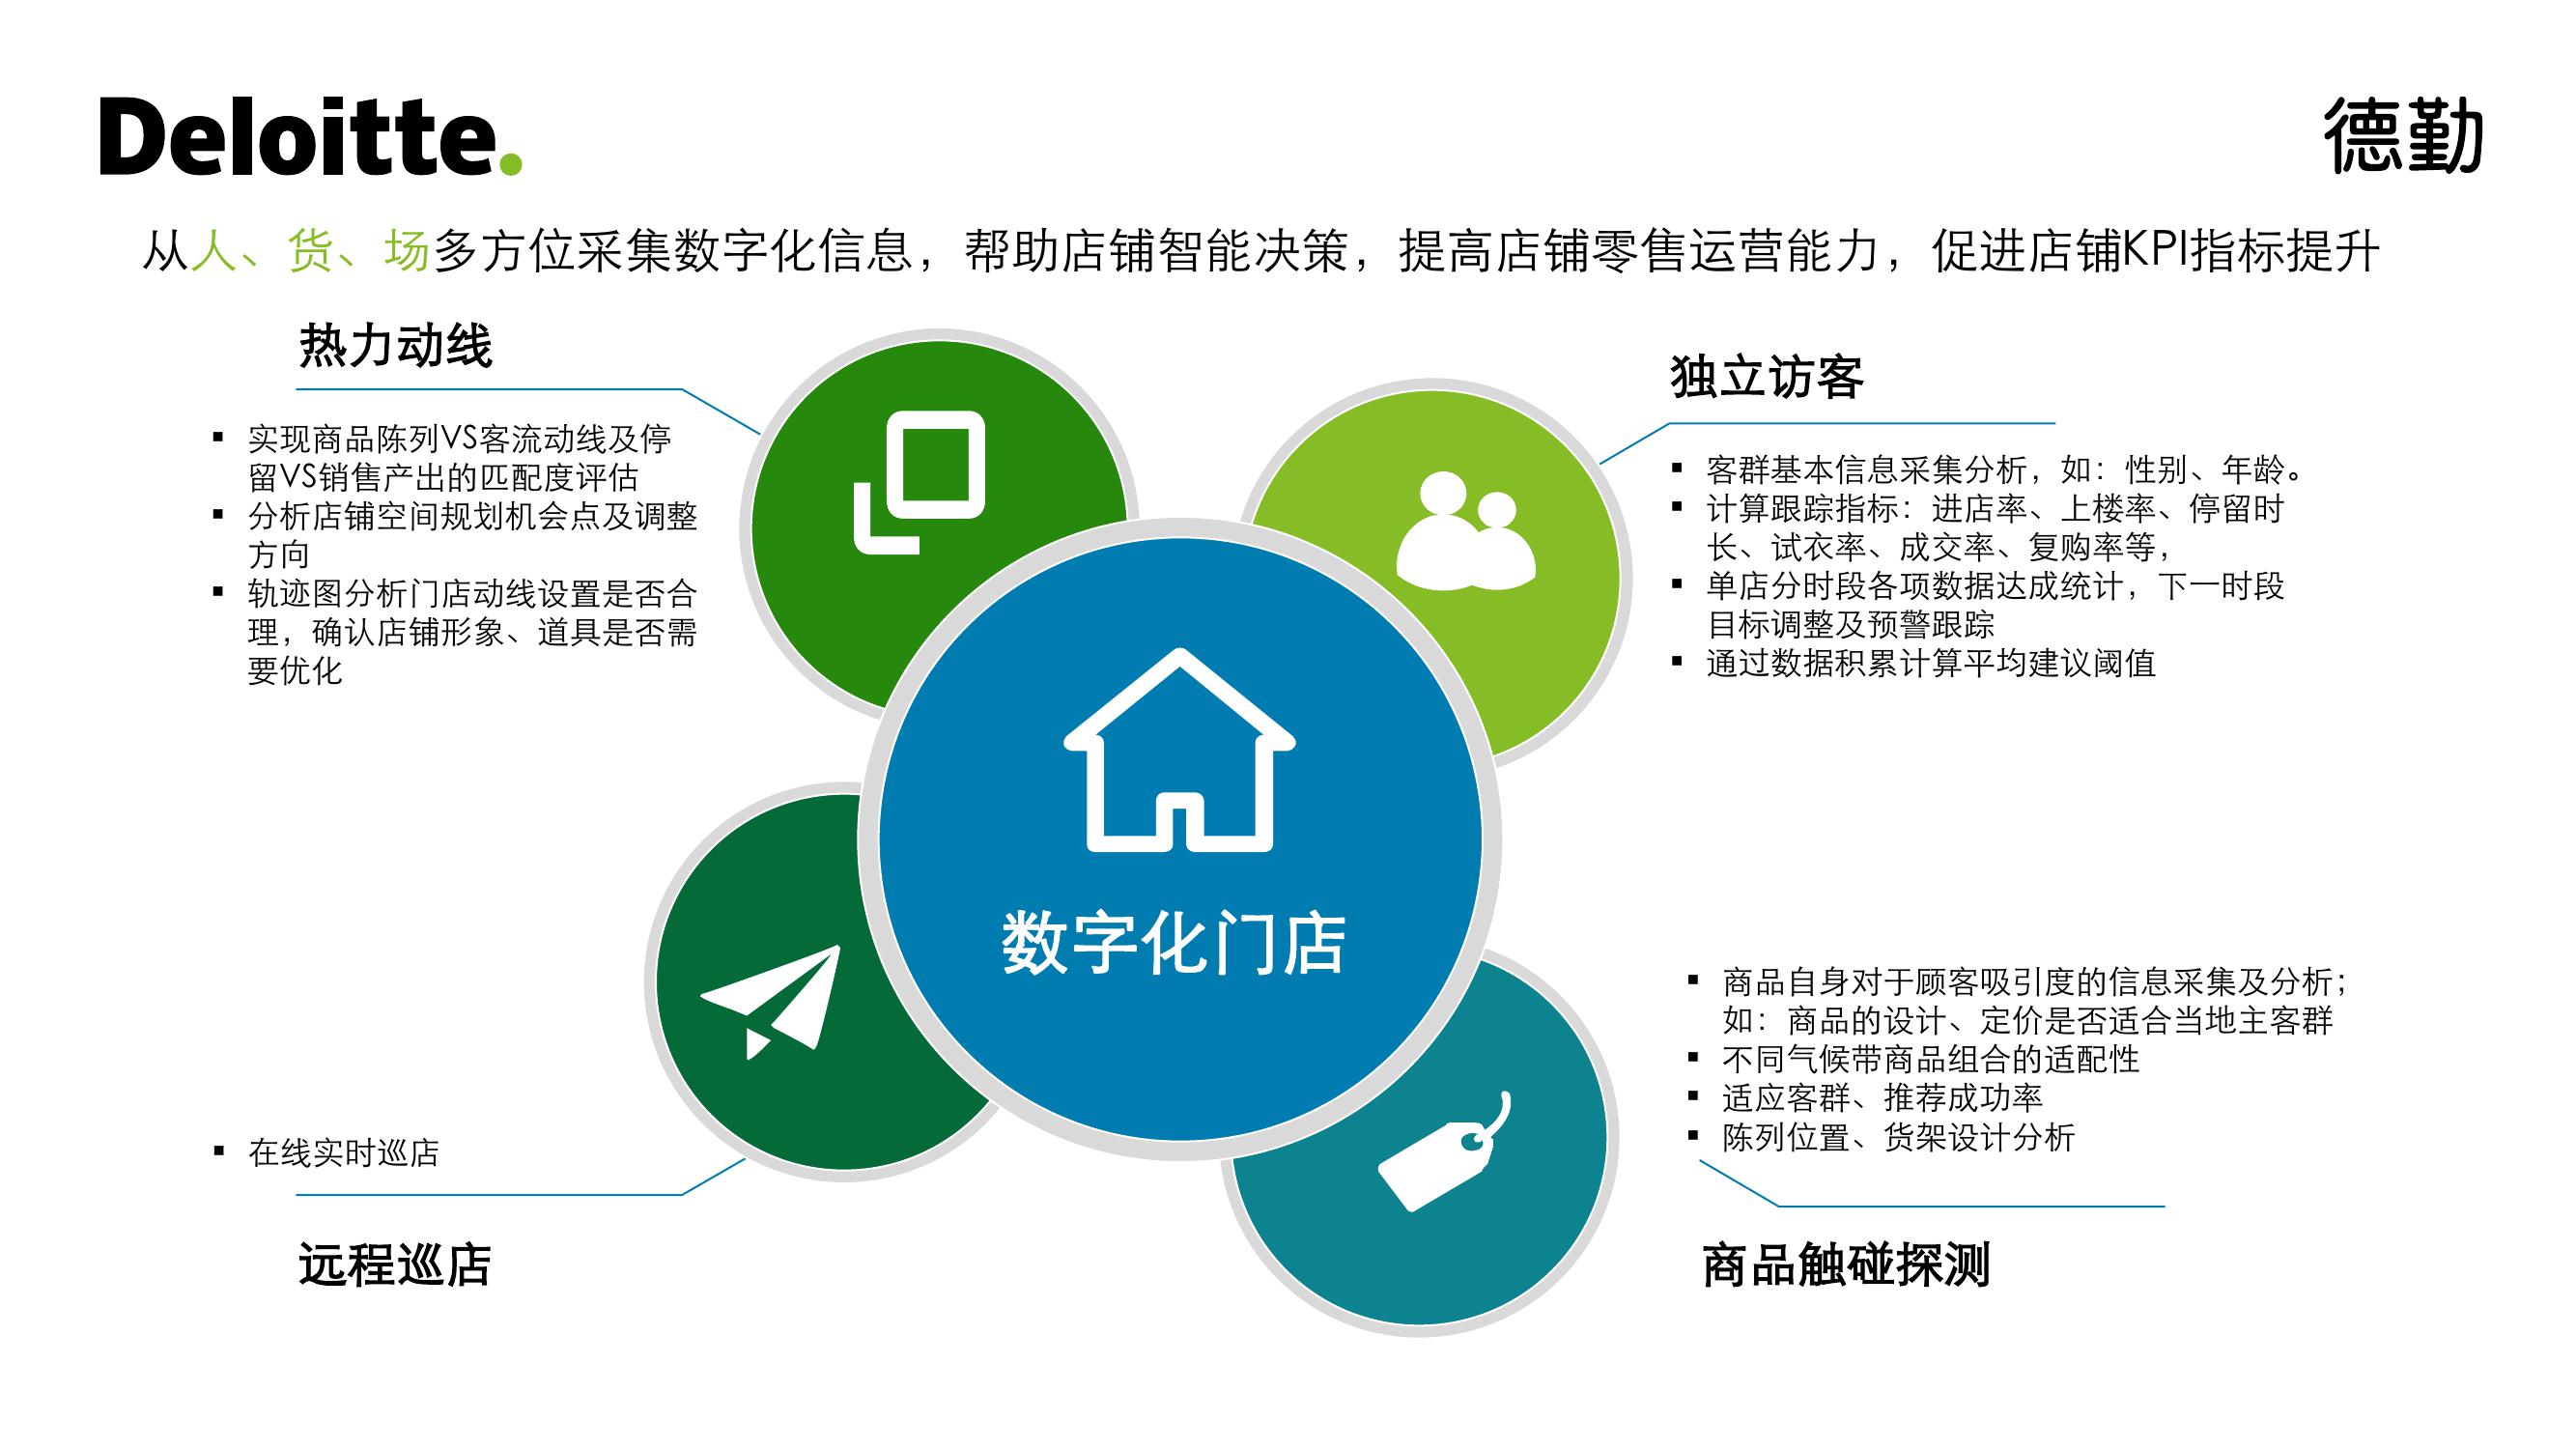 Deloitte.
德勤
从人、货、场多方位采集数字化信息，帮助店铺智能决策，提高店铺零售运营能力，促进店铺KPI指标提升
热力动线
▪ 实现商品陈列VS客流动线及停
留VS销售产出的匹配度评估
▪ 分析店铺空间规划机会点及调整
方向
▪ 轨迹图分析门店动线设置是否合
理，确认店铺形象、道具是否需
要优化
独立访客
▪ 客群基本信息采集分析，如：性别、年龄。
▪ 计算跟踪指标：进店率、上楼率、停留时
长、试衣率、成交率、复购率等，
▪ 单店分时段各项数据达成统计，下一时段
目标调整及预警跟踪
▪ 通过数据积累计算平均建议阈值
数字化门店
▪ 在线实时巡店
远程巡店
▪ 商品自身对于顾客吸引度的信息采集及分析；
如：商品的设计、定价是否适合当地主客群
▪ 不同气候带商品组合的适配性
▪ 适应客群、推荐成功率
▪ 陈列位置、货架设计分析
商品触碰探测